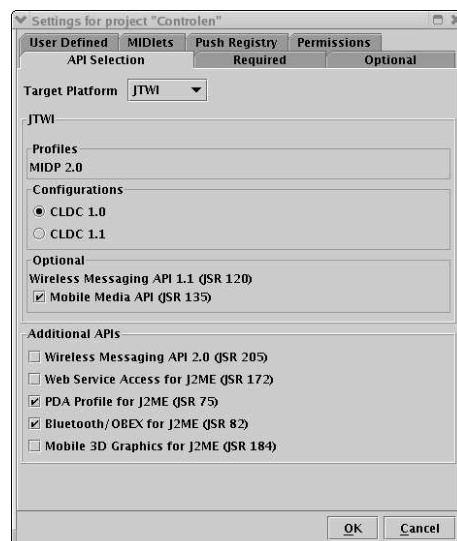 Settings for project "Controlen"
User Defined MIDlets Push Registry Permissions
API Selection Required Optional
Target Platform JTWI
JTWI
Profiles
MIDP 2.0
Configurations
CLDC 1.0
CLDC 1.1
Optional
Wireless Messaging API 1.1 (JSR 120)
Mobile Media API (JSR 135)
Additional APIs
Wireless Messaging API 2.0 (JSR 205)
Web Service Access for J2ME (JSR 172)
PDA Profile for J2ME (JSR 75)
Bluetooth/OBEX for J2ME (JSR 82)
Mobile 3D Graphics for J2ME (JSR 184)
OK Cancel